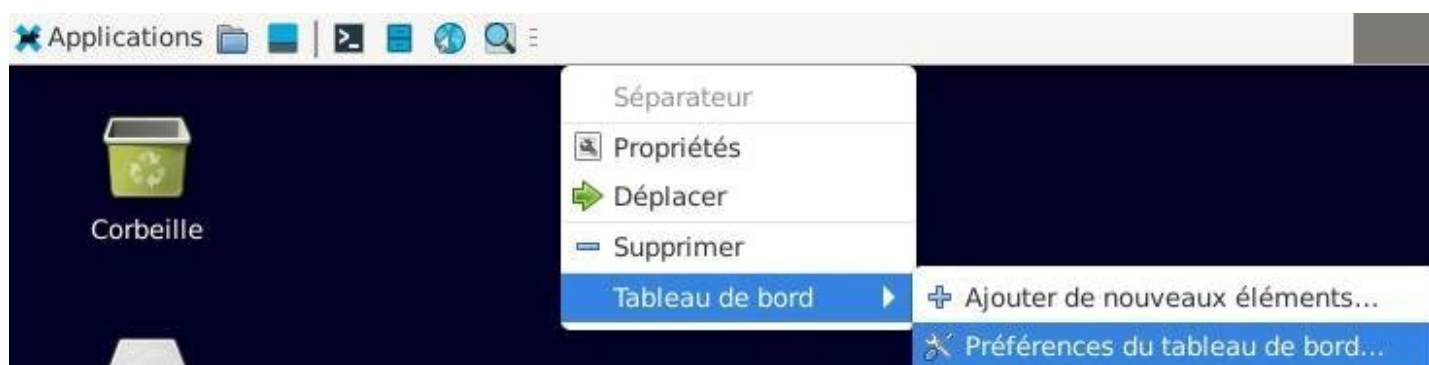 Applications
Séparateur
Propriétés
Déplacer
Corbeille
Supprimer
Tableau de bord
Ajouter de nouveaux éléments...
Préférences du tableau de bord...